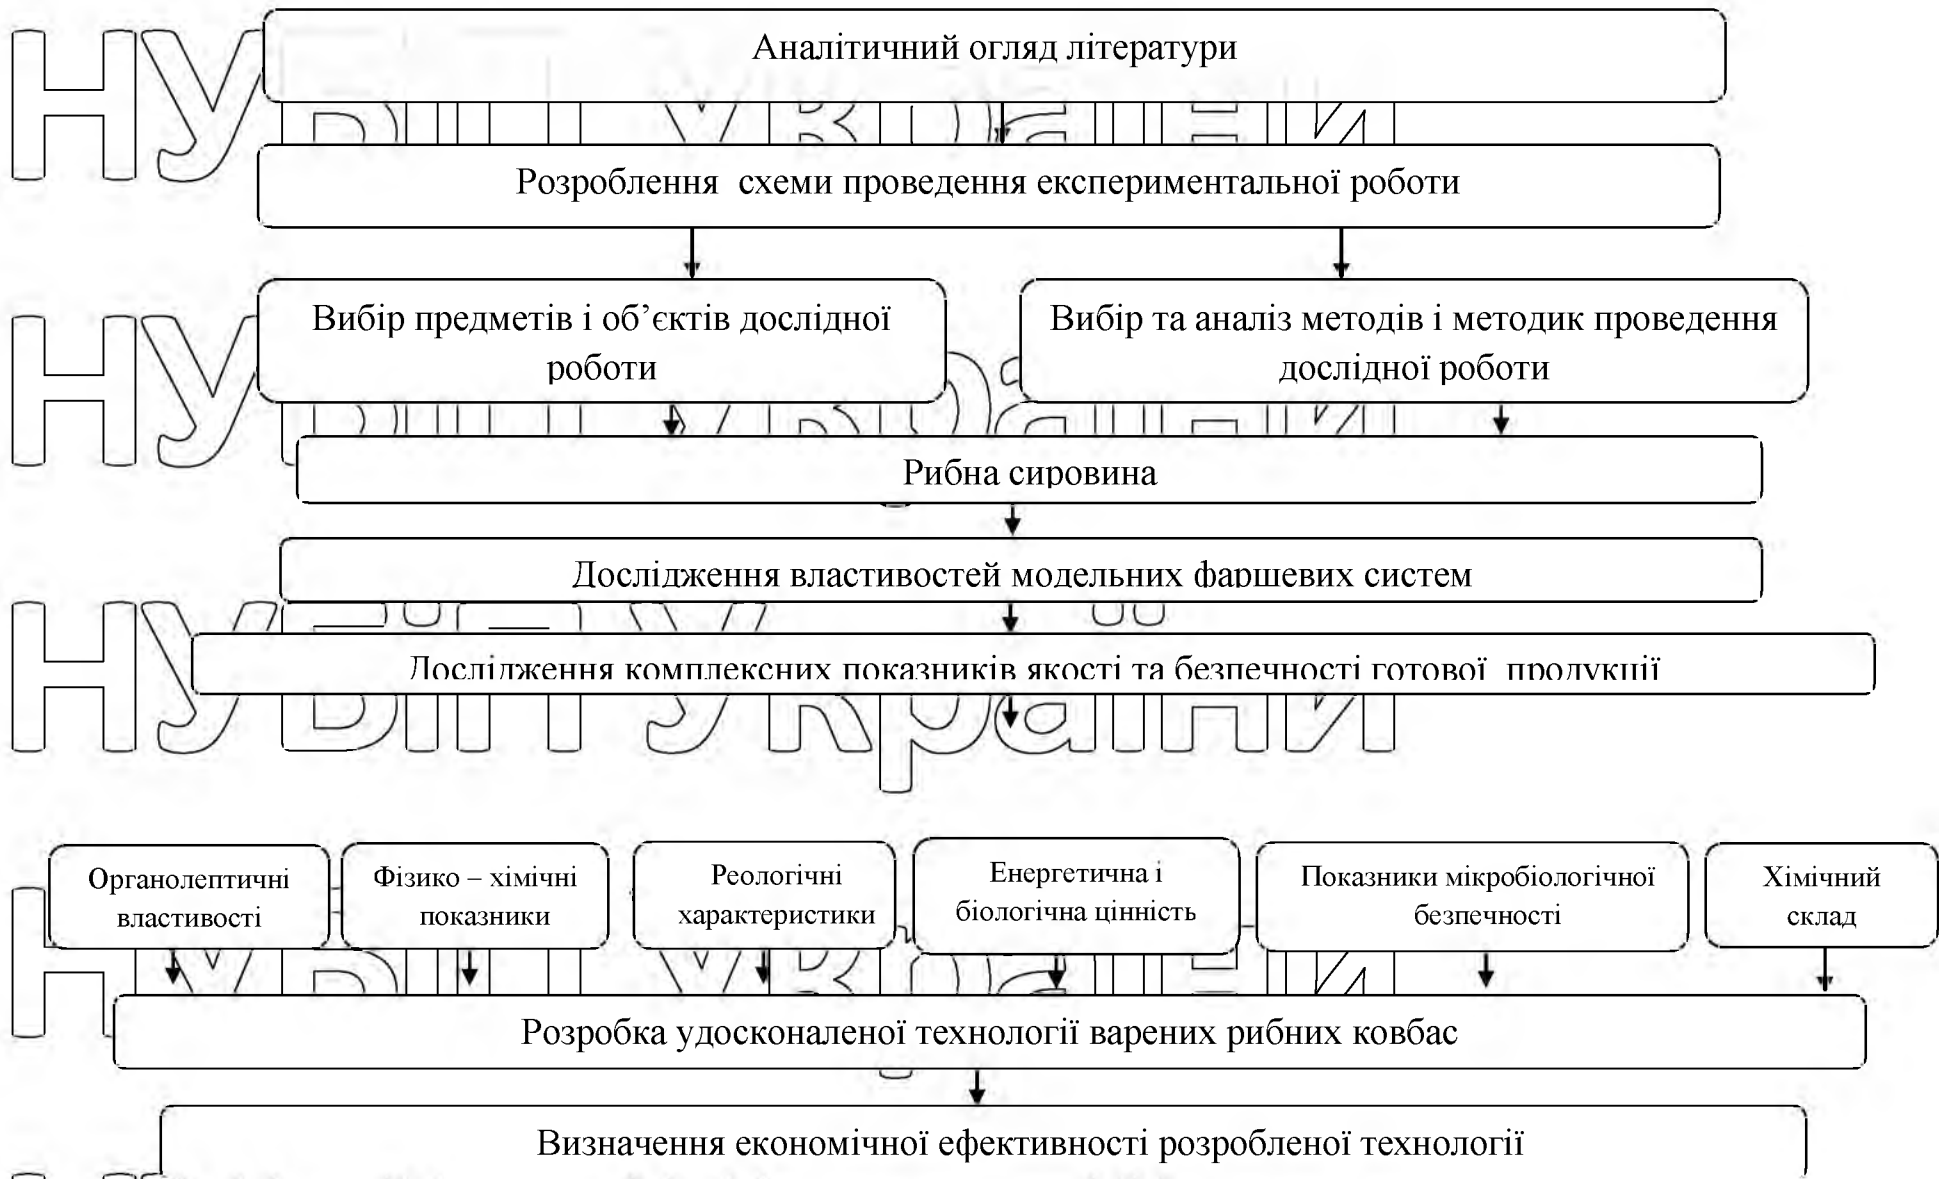 Аналітичний огляд літератури
Розроблення схеми проведення експериментальної роботи
Вибір предметів і об’єктів дослідної
роботи
Вибір та аналіз методів і методик проведення
дослідної роботи
Рибна сировина
Дослідження властивостей модельних фаршевих систем
Дослідження комплексних показників якості та безпечності готової продукції
НУБіП України
Органолептичні
властивості
Фізико – хімічні
показники
Реологічні
характеристики
Енергетична і
біологічна цінність
Показники мікробіологічної
безпечності
Хімічний
склад
Розробка удосконаленої технології варених рибних ковбас
Визначення економічної ефективності розробленої технології